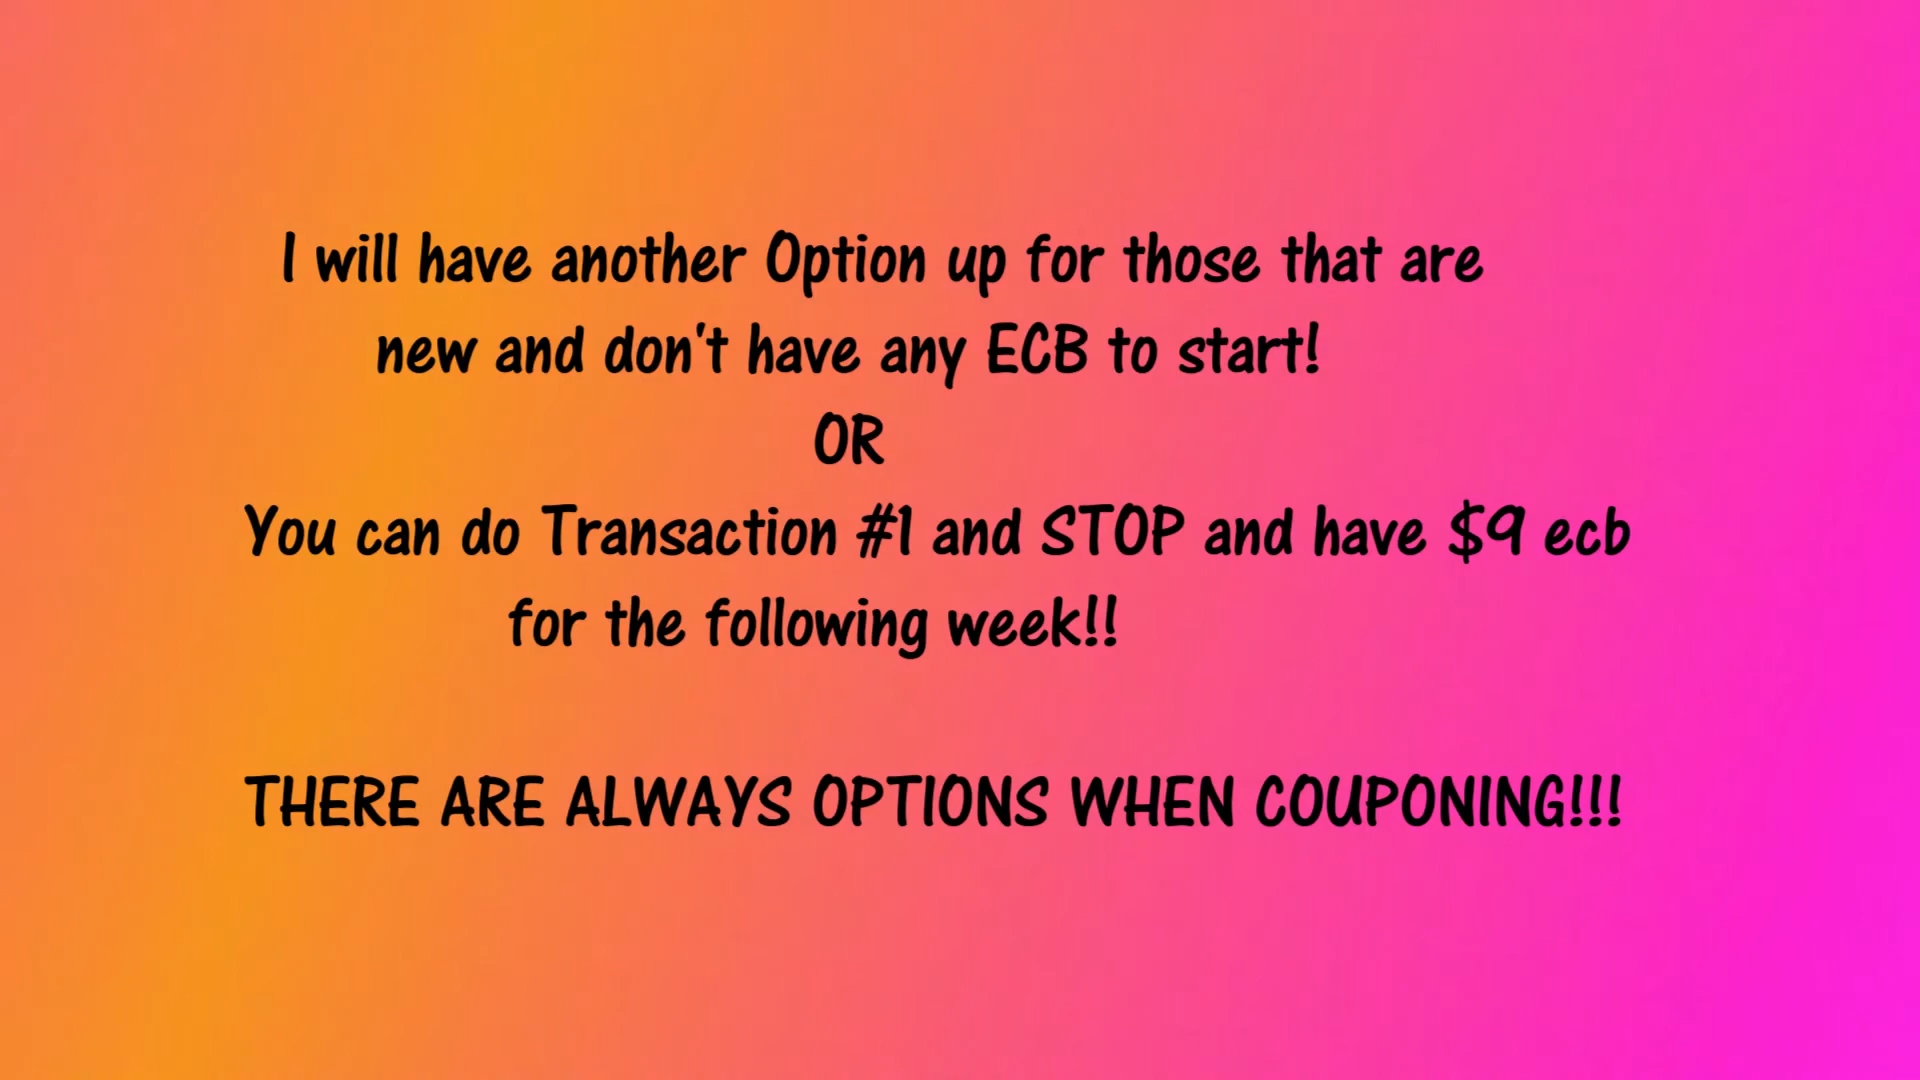 I will have another Option up for those that are
new and don't have any ECB to start!
OR
You can do Transaction #1 and STOP and have $9 ecb
for the following week!!
THERE ARE ALWAYS OPTIONS WHEN COUPONING!!!